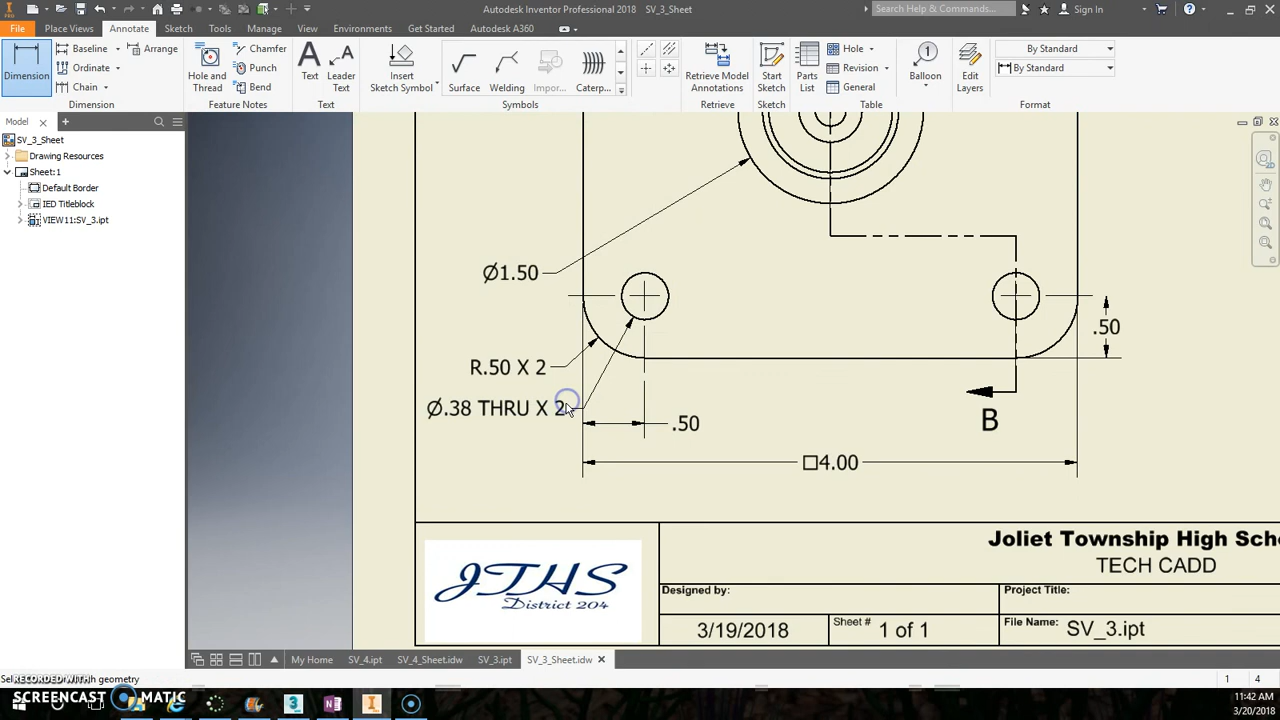 Autodesk Inventor Professional 2018 SV_3_Sheet
Search Help & Commands...
Sign In
PRO
File Place Views Annotate Sketch Tools Manage View Environments Get Started Autodesk A360
Dimension
Baseline
Ordinate
Chain
Arrange
Dimension
Hole and Thread
Chamfer
Punch
Bend
Feature Notes
Text
Leader Text
Text
Insert Sketch Symbol
Surface
Welding
Impor...
Caterp...
Symbols
Retrieve Model Annotations
Retrieve
Start Sketch
Sketch
Parts List
Hole
Revision
General
Table
1
Balloon
Edit Layers
By Standard
By Standard
Format
Model
SV_3_Sheet
Drawing Resources
Sheet:1
Default Border
IED Titleblock
VIEW11:SV_3.ipt
Ø1.50
R.50 X 2
Ø.38 THRU X 2
.50
.50
□4.00
B
JTHS
District 204
Joliet Township High Sch
TECH CADD
Designed by:
Project Title:
3/19/2018
Sheet #
1 of 1
File Name:
SV_3.ipt
My Home SV_4.ipt SV_4_Sheet.idw SV_3.ipt SV_3_Sheet.idw
RECORDED WITH
SCREENCAST MATIC
1 4
11:42 AM
3/20/2018